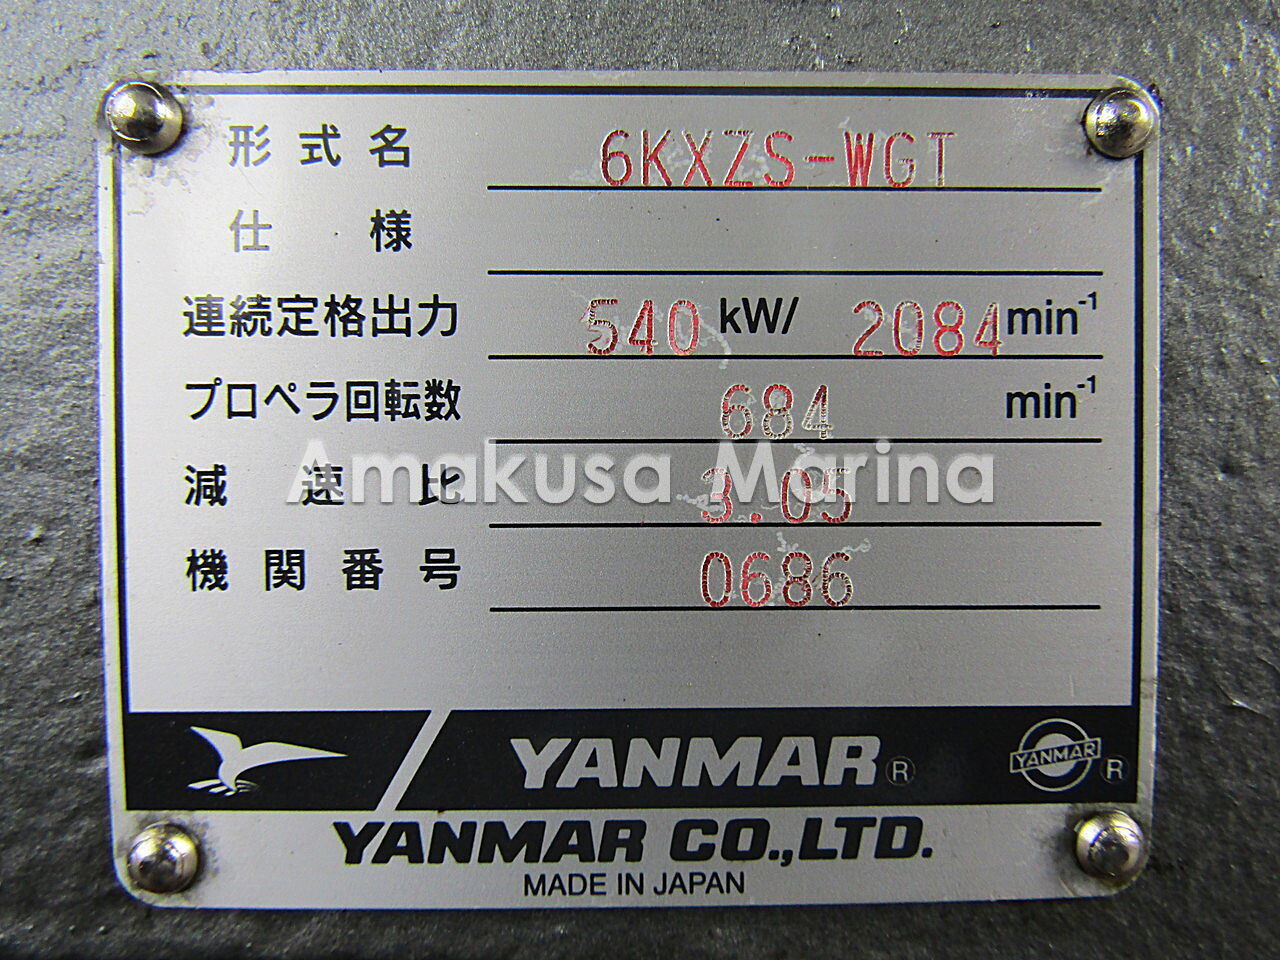 形式名 6KXZS-WGT
仕様
連続定格出力 540 kW/ 2084 min⁻¹
プロペラ回転数 684 min⁻¹
減速比 3.05
Amakusa Marina
機関番号 0686
YANMAR® YANMAR®
YANMAR CO.,LTD.
MADE IN JAPAN